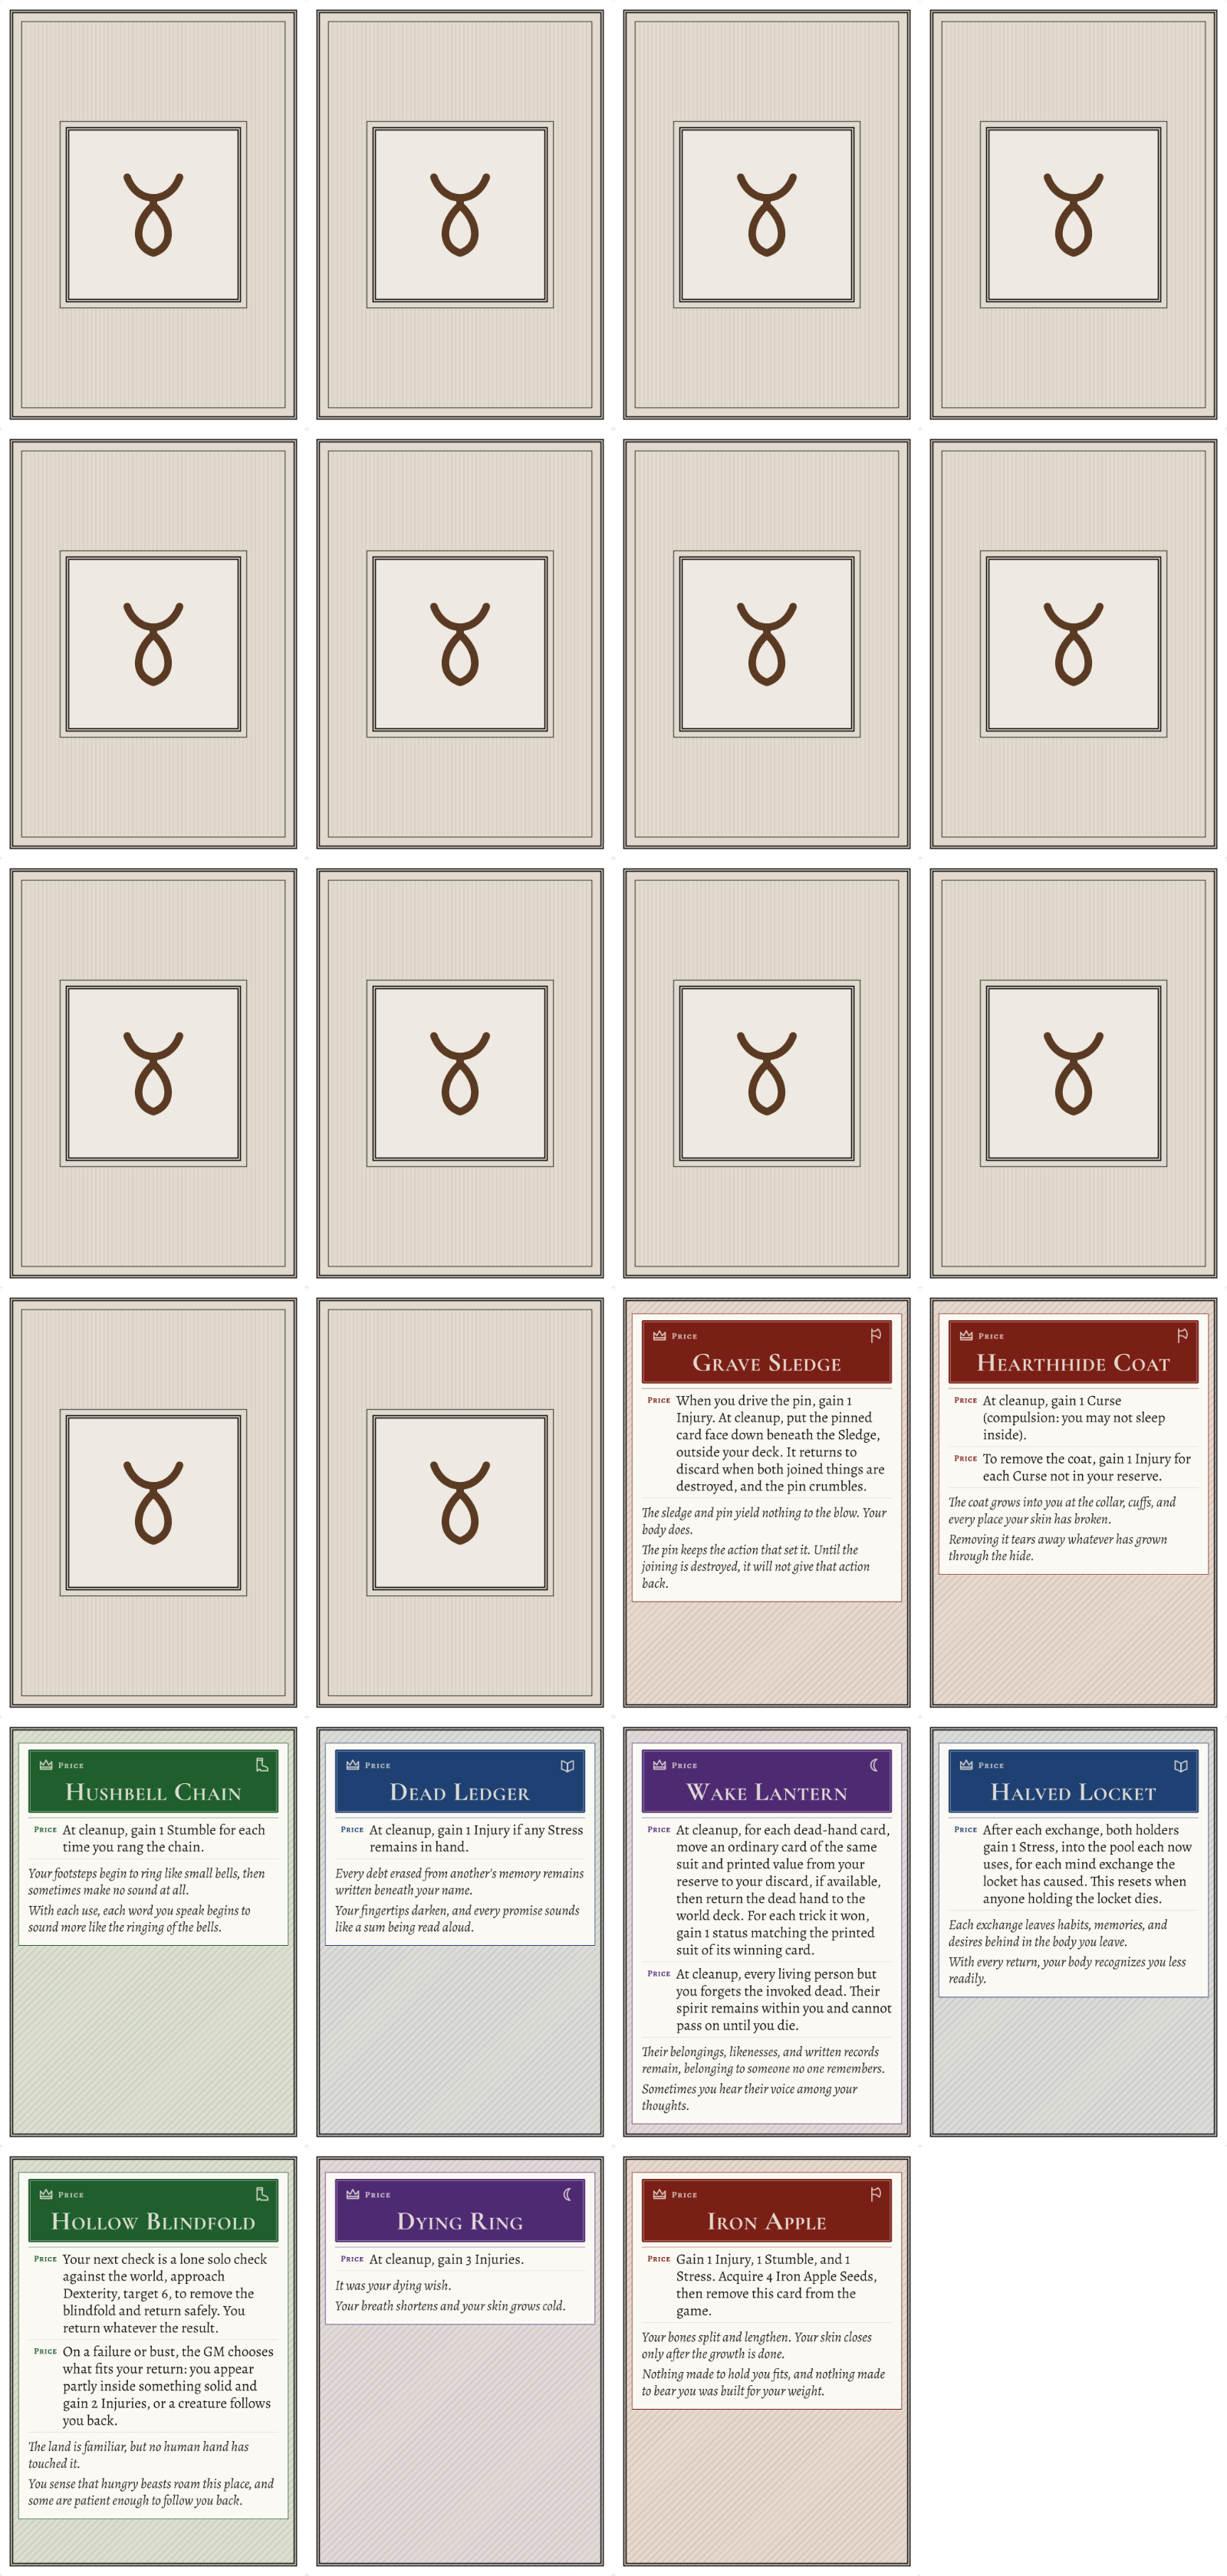 Price
Grave Sledge
Price When you drive the pin, gain 1
Injury. At cleanup, put the pinned
card face down beneath the Sledge,
outside your deck. It returns to
discard when both joined things are
destroyed, and the pin crumbles.
The sledge and pin yield nothing to the blow. Your
body does.
The pin keeps the action that set it. Until the
joining is destroyed, it will not give that action
back.
Price
Hearthhide Coat
Price At cleanup, gain 1 Curse
(compulsion: you may not sleep
inside).
Price To remove the coat, gain 1 Injury for
each Curse not in your reserve.
The coat grows into you at the collar, cuffs, and
every place your skin has broken.
Removing it tears away whatever has grown
through the hide.
Price
Hushbell Chain
Price At cleanup, gain 1 Stumble for each
time you rang the chain.
Your footsteps begin to ring like small bells, then
sometimes make no sound at all.
With each use, each word you speak begins to
sound more like the ringing of the bells.
Price
Dead Ledger
Price At cleanup, gain 1 Injury if any Stress
remains in hand.
Every debt erased from another's memory remains
written beneath your name.
Your fingertips darken, and every promise sounds
like a sum being read aloud.
Price
Wake Lantern
Price At cleanup, for each dead-hand card,
move an ordinary card of the same
suit and printed value from your
reserve to your discard, if available,
then return the dead hand to the
world deck. For each trick it won,
gain 1 status matching the printed
suit of its winning card.
Price At cleanup, every living person but
you forgets the invoked dead. Their
spirit remains within you and cannot
pass on until you die.
Their belongings, likenesses, and written records
remain, belonging to someone no one remembers.
Sometimes you hear their voice among your
thoughts.
Price
Halved Locket
Price After each exchange, both holders
gain 1 Stress, into the pool each now
uses, for each mind exchange the
locket has caused. This resets when
anyone holding the locket dies.
Each exchange leaves habits, memories, and
desires behind in the body you leave.
With every return, your body recognizes you less
readily.
Price
Hollow Blindfold
Price Your next check is a lone solo check
against the world, approach
Dexterity, target 6, to remove the
blindfold and return safely. You
return whatever the result.
Price On a failure or bust, the GM chooses
what fits your return: you appear
partly inside something solid and
gain 2 Injuries, or a creature follows
you back.
The land is familiar, but no human hand has
touched it.
You sense that hungry beasts roam this place, and
some are patient enough to follow you back.
Price
Dying Ring
Price At cleanup, gain 3 Injuries.
It was your dying wish.
Your breath shortens and your skin grows cold.
Price
Iron Apple
Price Gain 1 Injury, 1 Stumble, and 1
Stress. Acquire 4 Iron Apple Seeds,
then remove this card from the
game.
Your bones split and lengthen. Your skin closes
only after the growth is done.
Nothing made to hold you fits, and nothing made
to bear you was built for your weight.